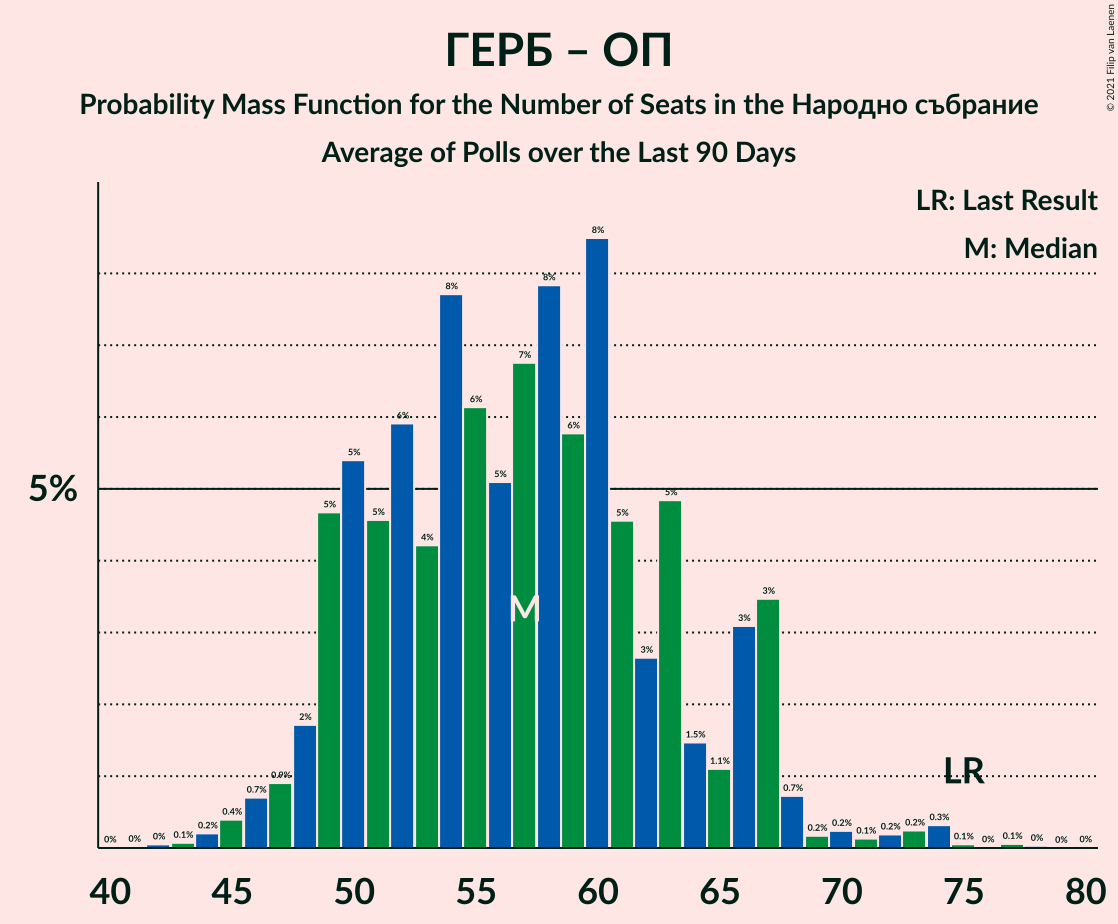 ГЕРБ – ОП
Probability Mass Function for the Number of Seats in the Народно събрание
Average of Polls over the Last 90 Days
© 2021 Filip van Laenen
LR: Last Result
M: Median
5%
0% 0% 0% 0.1% 0.2% 0.4% 0.7% 0.9% 2% 5% 5% 5% 6% 4% 8% 6% 5% 7% 8% 6% 8% 5% 3% 5% 1.5% 1.1% 3% 3% 0.7% 0.2% 0.2% 0.1% 0.2% 0.2% 0.3% 0.1% 0% 0.1% 0% 0% 0%
M
LR
40 45 50 55 60 65 70 75 80